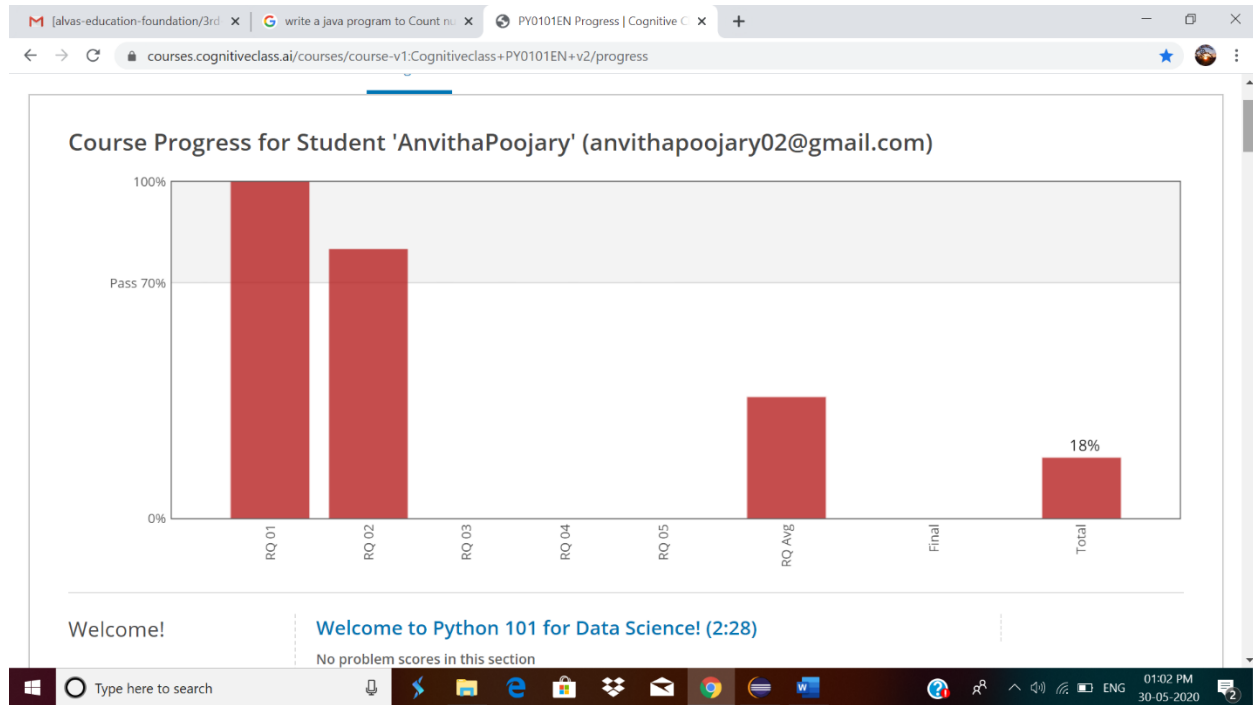 [alvas-education-foundation/3rd
write a java program to Count nu
PY0101EN Progress | Cognitive C
courses.cognitiveclass.ai/courses/course-v1:Cognitiveclass+PY0101EN+v2/progress
Course Progress for Student 'AnvithaPoojary' (anvithapoojary02@gmail.com)
100%
Pass 70%
18%
0%
RQ 01
RQ 02
RQ 03
RQ 04
RQ 05
RQ Avg
Final
Total
Welcome!
Welcome to Python 101 for Data Science! (2:28)
No problem scores in this section
Type here to search
ENG
01:02 PM
30-05-2020
2